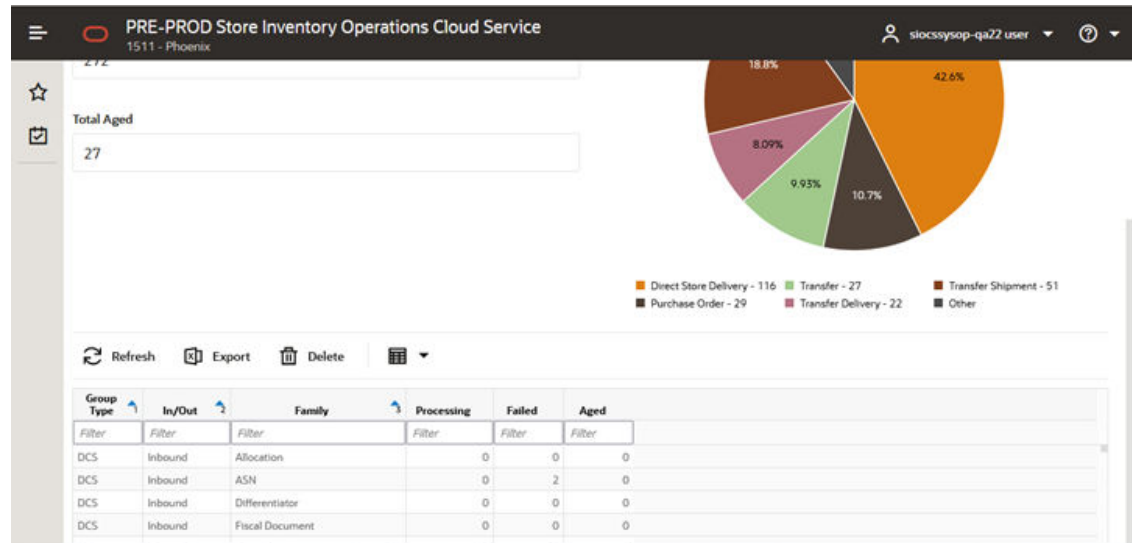 PRE-PROD Store Inventory Operations Cloud Service
1511 - Phoenix
siocssysop-qa22 user
272
Total Aged
27
18.8%
42.6%
8.09%
9.93%
10.7%
Direct Store Delivery - 116 Transfer - 27 Transfer Shipment - 51
Purchase Order - 29 Transfer Delivery - 22 Other
Refresh Export Delete
Group Type 1 In/Out 2 Family 3 Processing Failed Aged
Filter Filter Filter Filter Filter Filter
DCS Inbound Allocation 0 0 0
DCS Inbound ASN 0 2 0
DCS Inbound Differentiator 0 0 0
DCS Inbound Fiscal Document 0 0 0